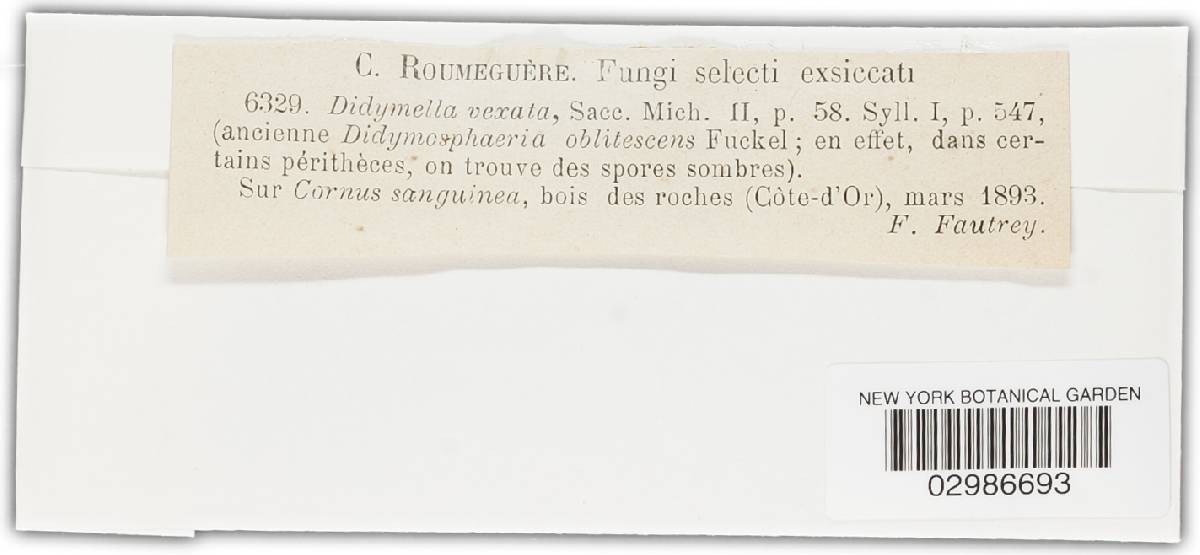 C. ROUMEGUÈRE. Fungi selecti exsiccati
6329. Didymella vexata, Sacc. Mich. II, p. 58. Syll. I, p. 547,
(ancienne Didymosphaeria oblitescens Fuckel; en effet, dans cer-
tains périthèces, on trouve des spores sombres).
Sur Cornus sanguinea, bois des roches (Côte-d'Or), mars 1893.
F. Fautrey.
NEW YORK BOTANICAL GARDEN
02986693